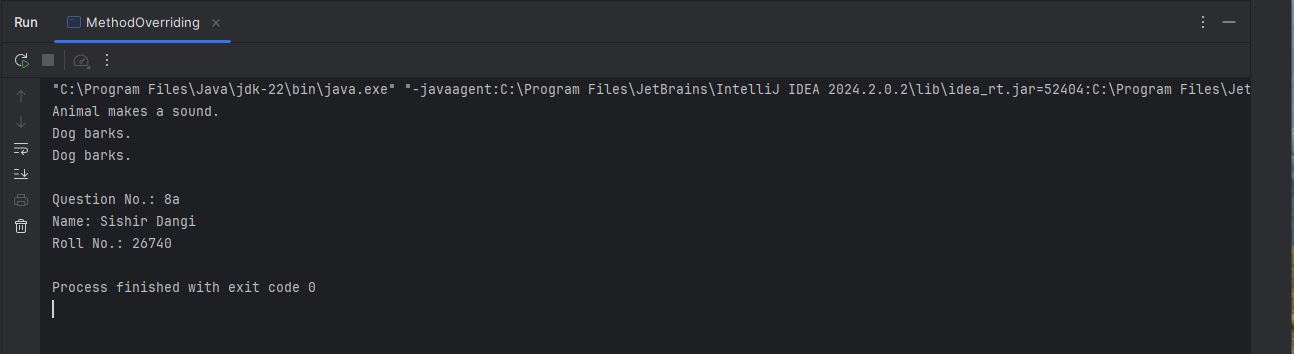 Run MethodOverriding
"C:\Program Files\Java\jdk-22\bin\java.exe" "-javaagent:C:\Program Files\JetBrains\IntelliJ IDEA 2024.2.0.2\lib\idea_rt.jar=52404:C:\Program Files\Jet
Animal makes a sound.
Dog barks.
Dog barks.
Question No.: 8a
Name: Sishir Dangi
Roll No.: 26740
Process finished with exit code 0